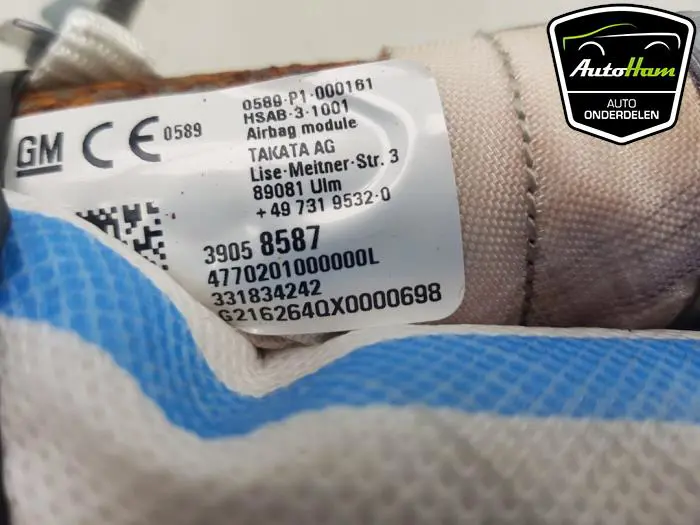 AutoHam
AUTO
ONDERDELEN
GM CE 0589
0589-P1-000161
HSAB-3-1001
Airbag module
TAKATA AG
Lise-Meitner-Str. 3
89081 Ulm
+49 731 9532-0
3905 8587
4770201000000L
331834242
G216264QX0000698